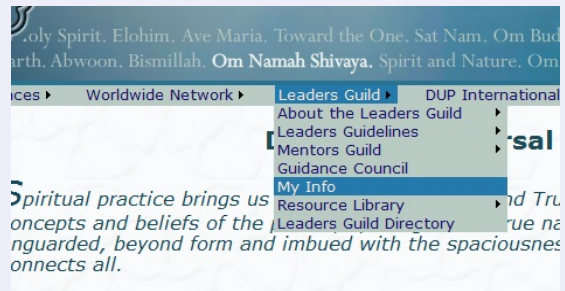 oly Spirit. Elohim. Ave Maria. Toward the One. Sat Nam. Om Bud
arth. Abwoon. Bismillah. Om Namah Shivaya. Spirit and Nature. Om
ces Worldwide Network Leaders Guild DUP International
About the Leaders Guild
Leaders Guidelines
Mentors Guild
Guidance Council
My Info
Resource Library
Leaders Guild Directory
D rsal
Spiritual practice brings us nd Tru
oncepts and beliefs of the rue na
nguarded, beyond form and imbued with the spaciousnes
onnects all.